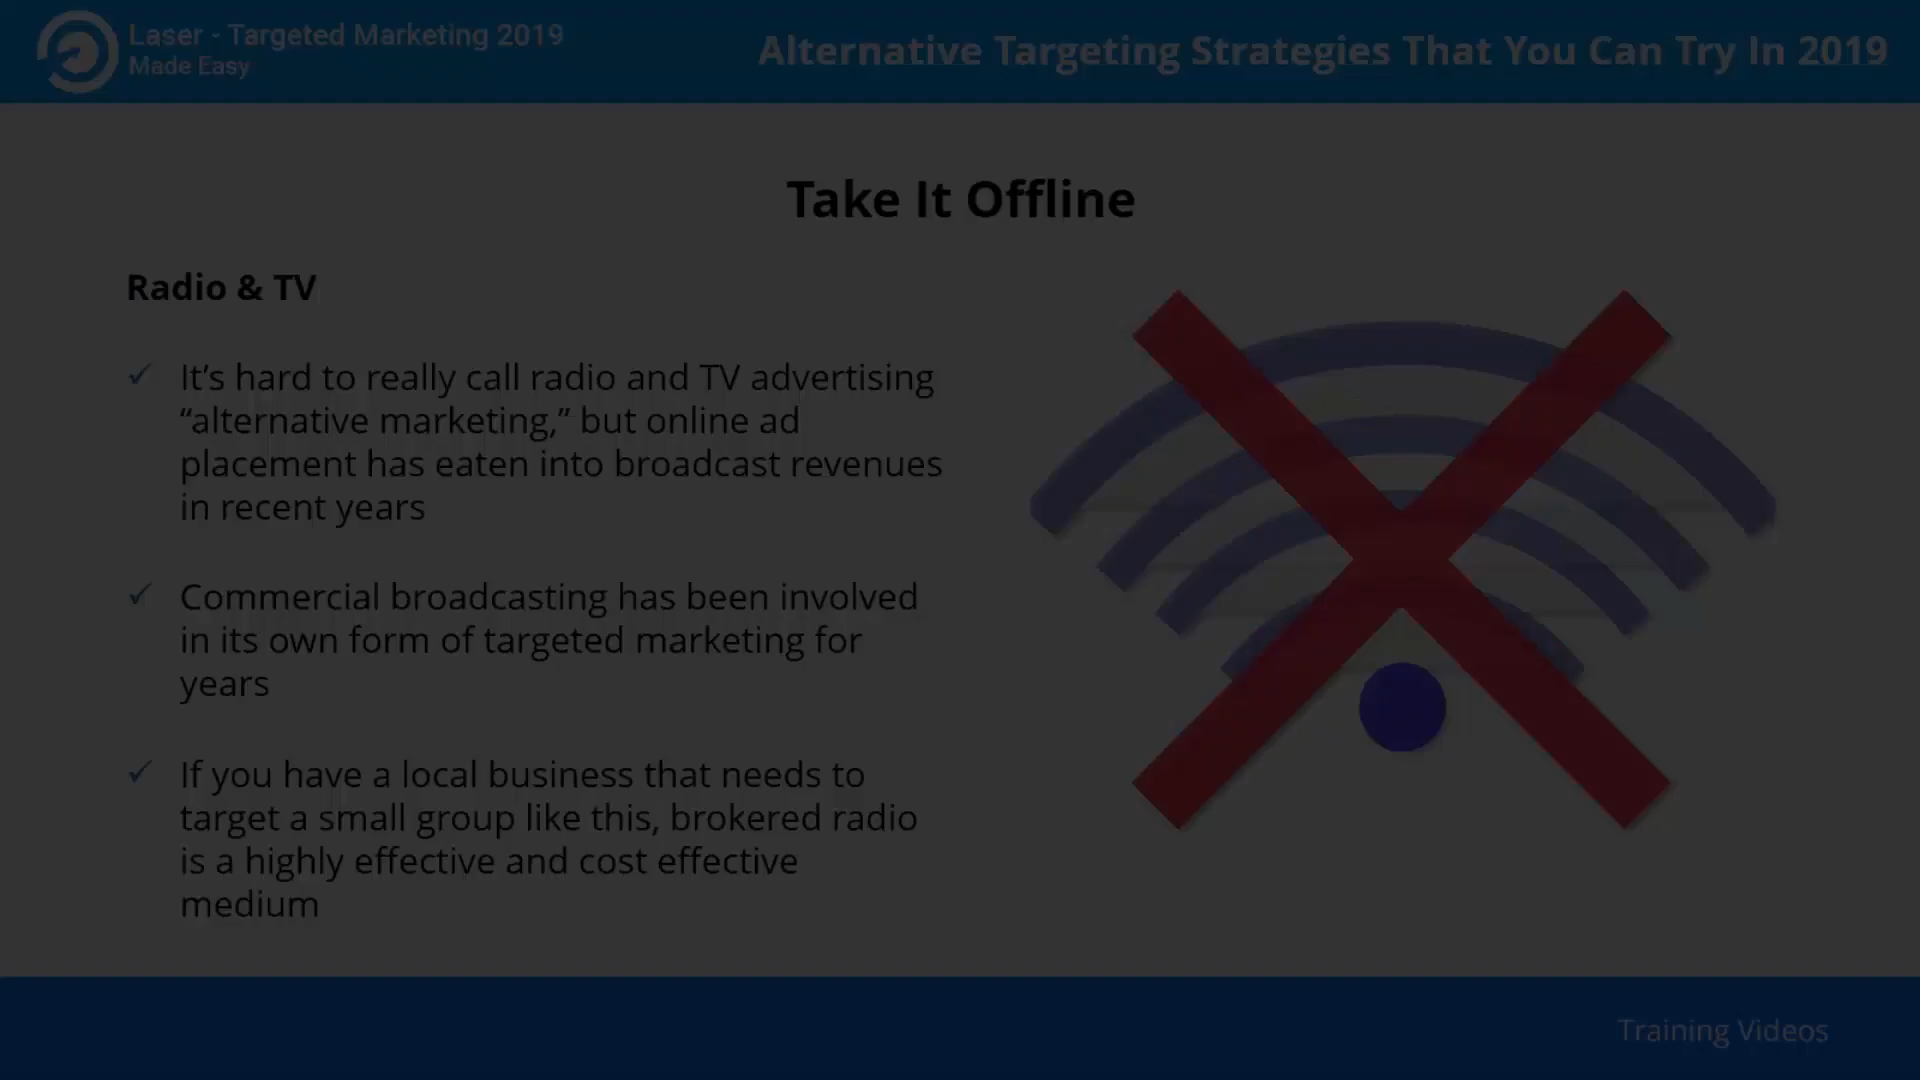 Laser - Targeted Marketing 2019
Made Easy
Alternative Targeting Strategies That You Can Try In 2019
Take It Offline
Radio & TV
✓ It’s hard to really call radio and TV advertising
“alternative marketing,” but online ad
placement has eaten into broadcast revenues
in recent years
✓ Commercial broadcasting has been involved
in its own form of targeted marketing for
years
✓ If you have a local business that needs to
target a small group like this, brokered radio
is a highly effective and cost effective
medium
Training Videos